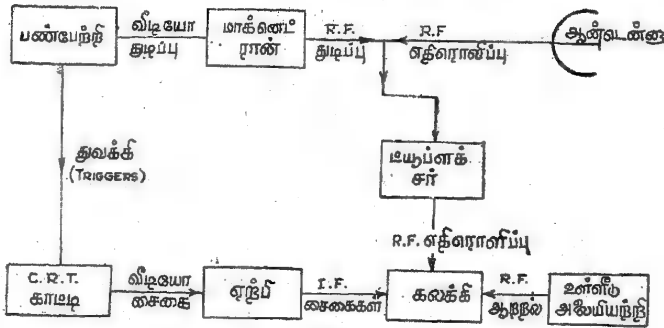 பண்பேற்றி
வீடியோ
துடிப்பு
மாக்னெட்
ரான்
R.F.
துடிப்பு
R.F
எதிரொலிப்பு
ஆன்டென்னா
துவக்கி
(TRIGGERS)
டியூப்ளக்
சர்
R.F. எதிரொளிப்பு
C.R.T.
காட்டி
வீடியோ
சைகை
ஏற்பி
I.F.
சைகைகள்
கலக்கி
R.F.
ஆற்றல்
உள்ளீடு
அலையியற்றி